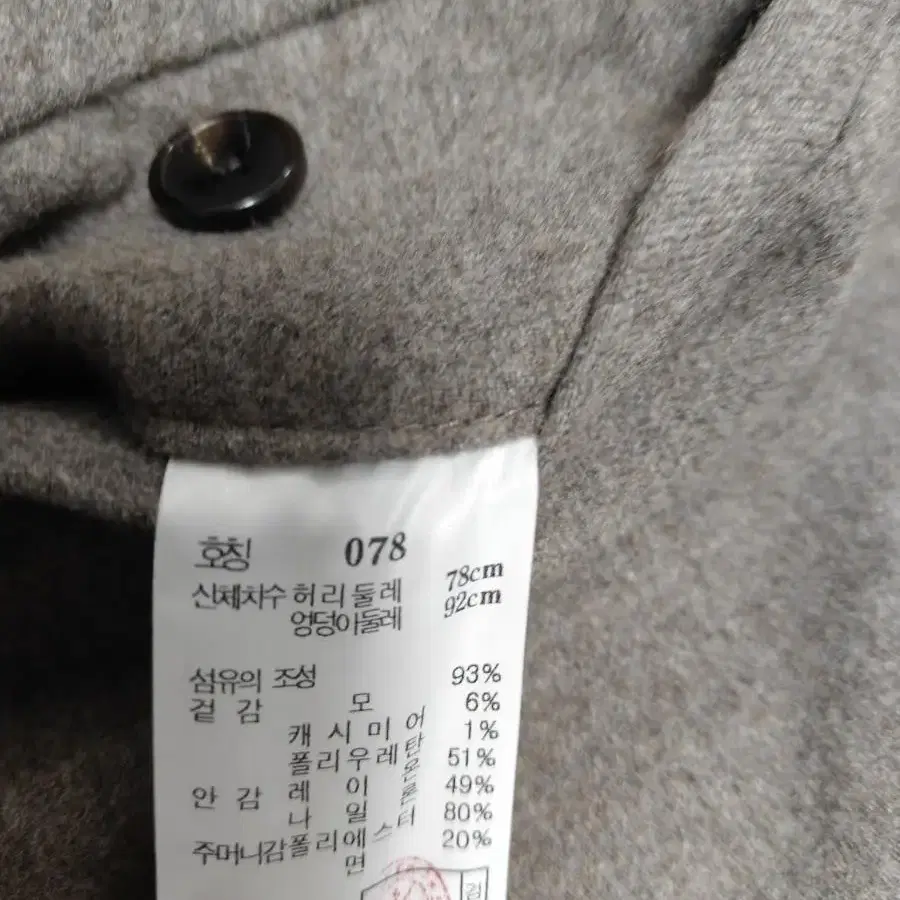 호칭 078
신체치수 허리둘레 78cm
엉덩이둘레 92cm
섬유의 조성
겉감 모 93%
캐시미어 6%
폴리우레탄 1%
안감 레이온 51%
나일론 49%
주머니감 폴리에스터 80%
면 20%
검